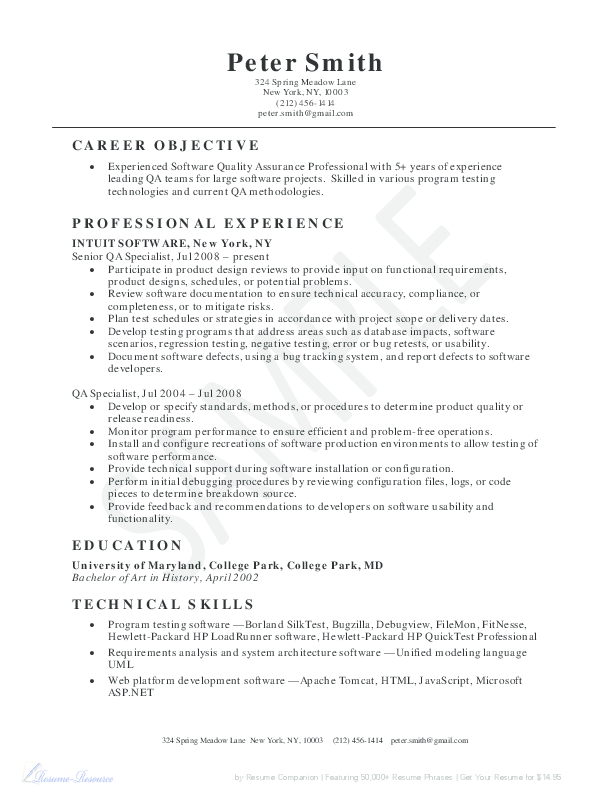 Peter Smith
324 Spring Meadow Lane
New York, NY, 10003
(212) 456-1414
peter.smith@gmail.com
CAREER OBJECTIVE
• Experienced Software Quality Assurance Professional with 5+ years of experience
leading QA teams for large software projects. Skilled in various program testing
technologies and current QA methodologies.
PROFESSIONAL EXPERIENCE
INTUIT SOFTWARE, New York, NY
Senior QA Specialist, Jul 2008 – present
• Participate in product design reviews to provide input on functional requirements,
product designs, schedules, or potential problems.
• Review software documentation to ensure technical accuracy, compliance, or
completeness, or to mitigate risks.
• Plan test schedules or strategies in accordance with project scope or delivery dates.
• Develop testing programs that address areas such as database impacts, software
scenarios, regression testing, negative testing, error or bug retests, or usability.
• Document software defects, using a bug tracking system, and report defects to software
developers.
QA Specialist, Jul 2004 – Jul 2008
• Develop or specify standards, methods, or procedures to determine product quality or
release readiness.
• Monitor program performance to ensure efficient and problem-free operations.
• Install and configure recreations of software production environments to allow testing of
software performance.
• Provide technical support during software installation or configuration.
• Perform initial debugging procedures by reviewing configuration files, logs, or code
pieces to determine breakdown source.
• Provide feedback and recommendations to developers on software usability and
functionality.
SAMPLE
EDUCATION
University of Maryland, College Park, College Park, MD
Bachelor of Art in History, April 2002
TECHNICAL SKILLS
• Program testing software —Borland SilkTest, Bugzilla, Debugview, FileMon, FitNesse,
Hewlett-Packard HP LoadRunner software, Hewlett-Packard HP QuickTest Professional
• Requirements analysis and system architecture software —Unified modeling language
UML
• Web platform development software —Apache Tomcat, HTML, JavaScript, Microsoft
ASP.NET
324 Spring Meadow Lane New York, NY, 10003 (212) 456-1414 peter.smith@gmail.com
Resume-Resource
by Resume Companion | Featuring 50,000+ Resume Phrases | Get Your Resume for $14.95